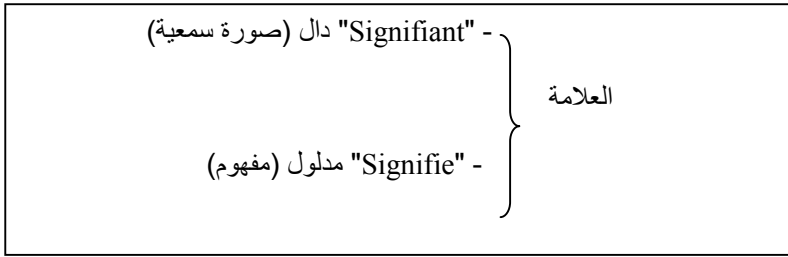 - "Signifiant" دال (صورة سمعية)
العلامة
- "Signifie" مدلول (مفهوم)